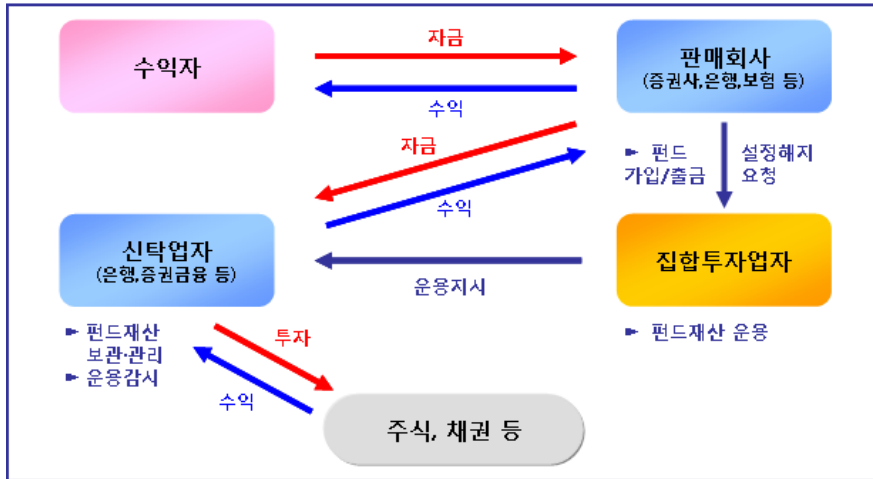 수익자
자금
수익
판매회사
(증권사,은행,보험 등)
자금
수익
► 펀드
가입/출금
설정해지
요청
신탁업자
(은행,증권금융 등)
운용지시
집합투자업자
► 펀드재산
보관·관리
► 운용감시
투자
수익
► 펀드재산 운용
주식, 채권 등